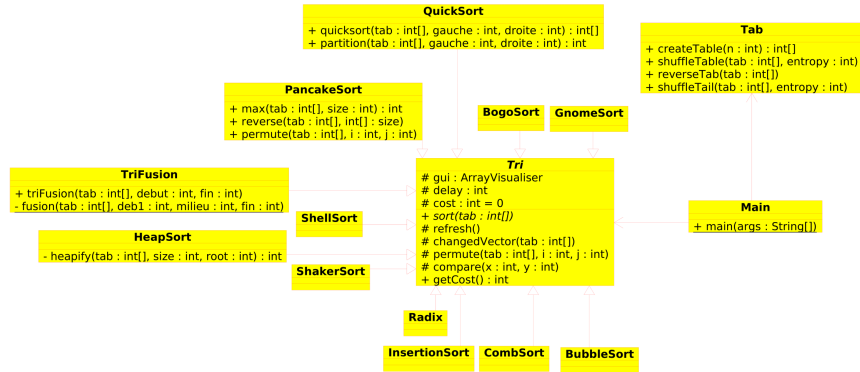 QuickSort
+ quicksort(tab : int[], gauche : int, droite : int) : int[]
+ partition(tab : int[], gauche : int, droite : int) : int
Tab
+ createTable(n : int) : int[]
+ shuffleTable(tab : int[], entropy : int)
+ reverseTab(tab : int[])
+ shuffleTail(tab : int[], entropy : int)
PancakeSort
+ max(tab : int[], size : int) : int
+ reverse(tab : int[], int[] : size)
+ permute(tab : int[], i : int, j : int)
BogoSort
GnomeSort
Tri
# gui : ArrayVisualiser
# delay : int
# cost : int = 0
+ sort(tab : int[])
# refresh()
# changedVector(tab : int[])
# permute(tab : int[], i : int, j : int)
# compare(x : int, y : int)
+ getCost() : int
TriFusion
+ triFusion(tab : int[], debut : int, fin : int)
- fusion(tab : int[], deb1 : int, milieu : int, fin : int)
ShellSort
Main
+ main(args : String[])
HeapSort
- heapify(tab : int[], size : int, root : int) : int
ShakerSort
Radix
InsertionSort
CombSort
BubbleSort